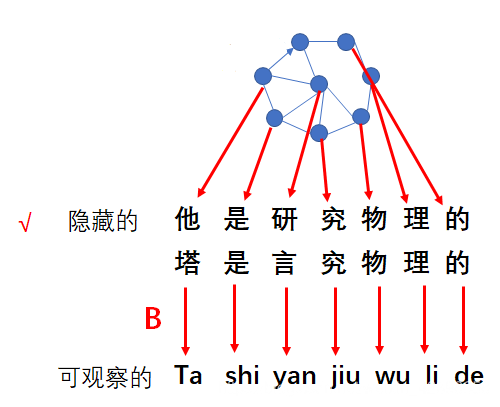 √ 隐藏的 他 是 研 究 物 理 的
塔 是 言 究 物 理 的
B
可观察的 Ta shi yan jiu wu li de